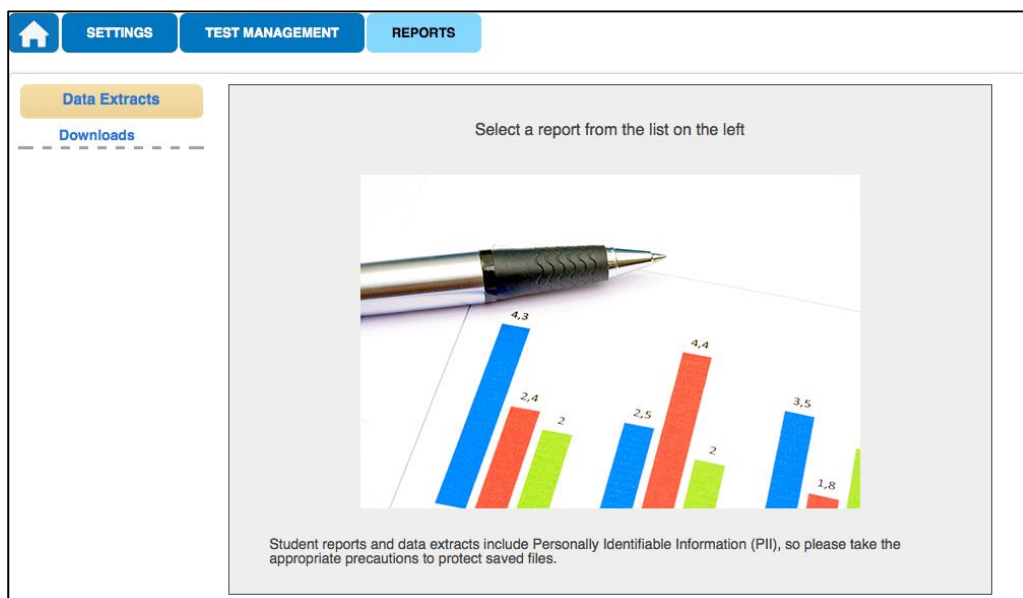 SETTINGS TEST MANAGEMENT REPORTS
Data Extracts
Downloads
Select a report from the list on the left
4,3
2,4
2
2,5
4,4
2
3,5
1,8
Student reports and data extracts include Personally Identifiable Information (PII), so please take the
appropriate precautions to protect saved files.